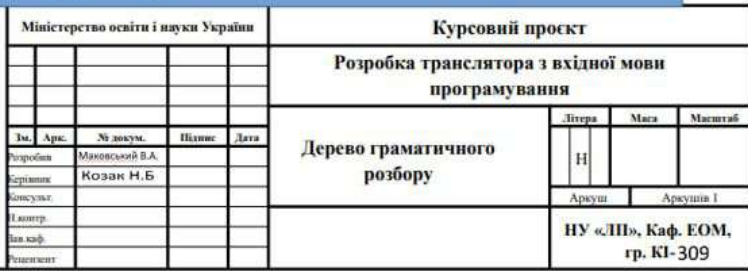 Міністерство освіти і науки України
Курсовий проєкт
Розробка транслятора з вхідної мови
програмування
Зм. Арк. № докум. Підпис Дата
Розробив Маковський В.А.
Керівник Козак Н.Б
Консульт.
Н.контр.
Зав.каф.
Рецензент
Дерево граматичного
розбору
Літера Маса Масштаб
Н
Аркуш Аркушів 1
НУ «ЛП», Каф. ЕОМ,
гр. КІ-309